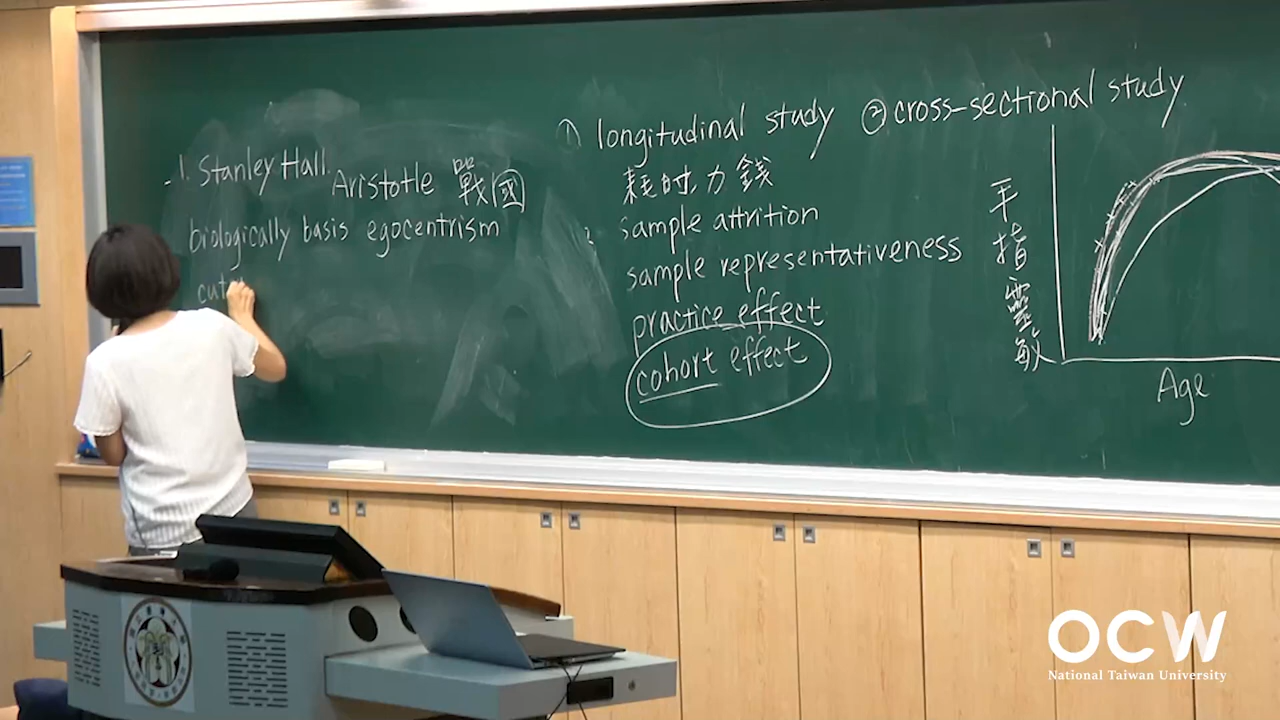 1. Stanley Hall.
Aristotle 戰國
biologically basis egocentrism
① longitudinal study
耗时,力 錢
sample attrition
sample representativeness
practice effect
cohort effect
② cross-sectional study
手指靈敏
Age
OCW
National Taiwan University